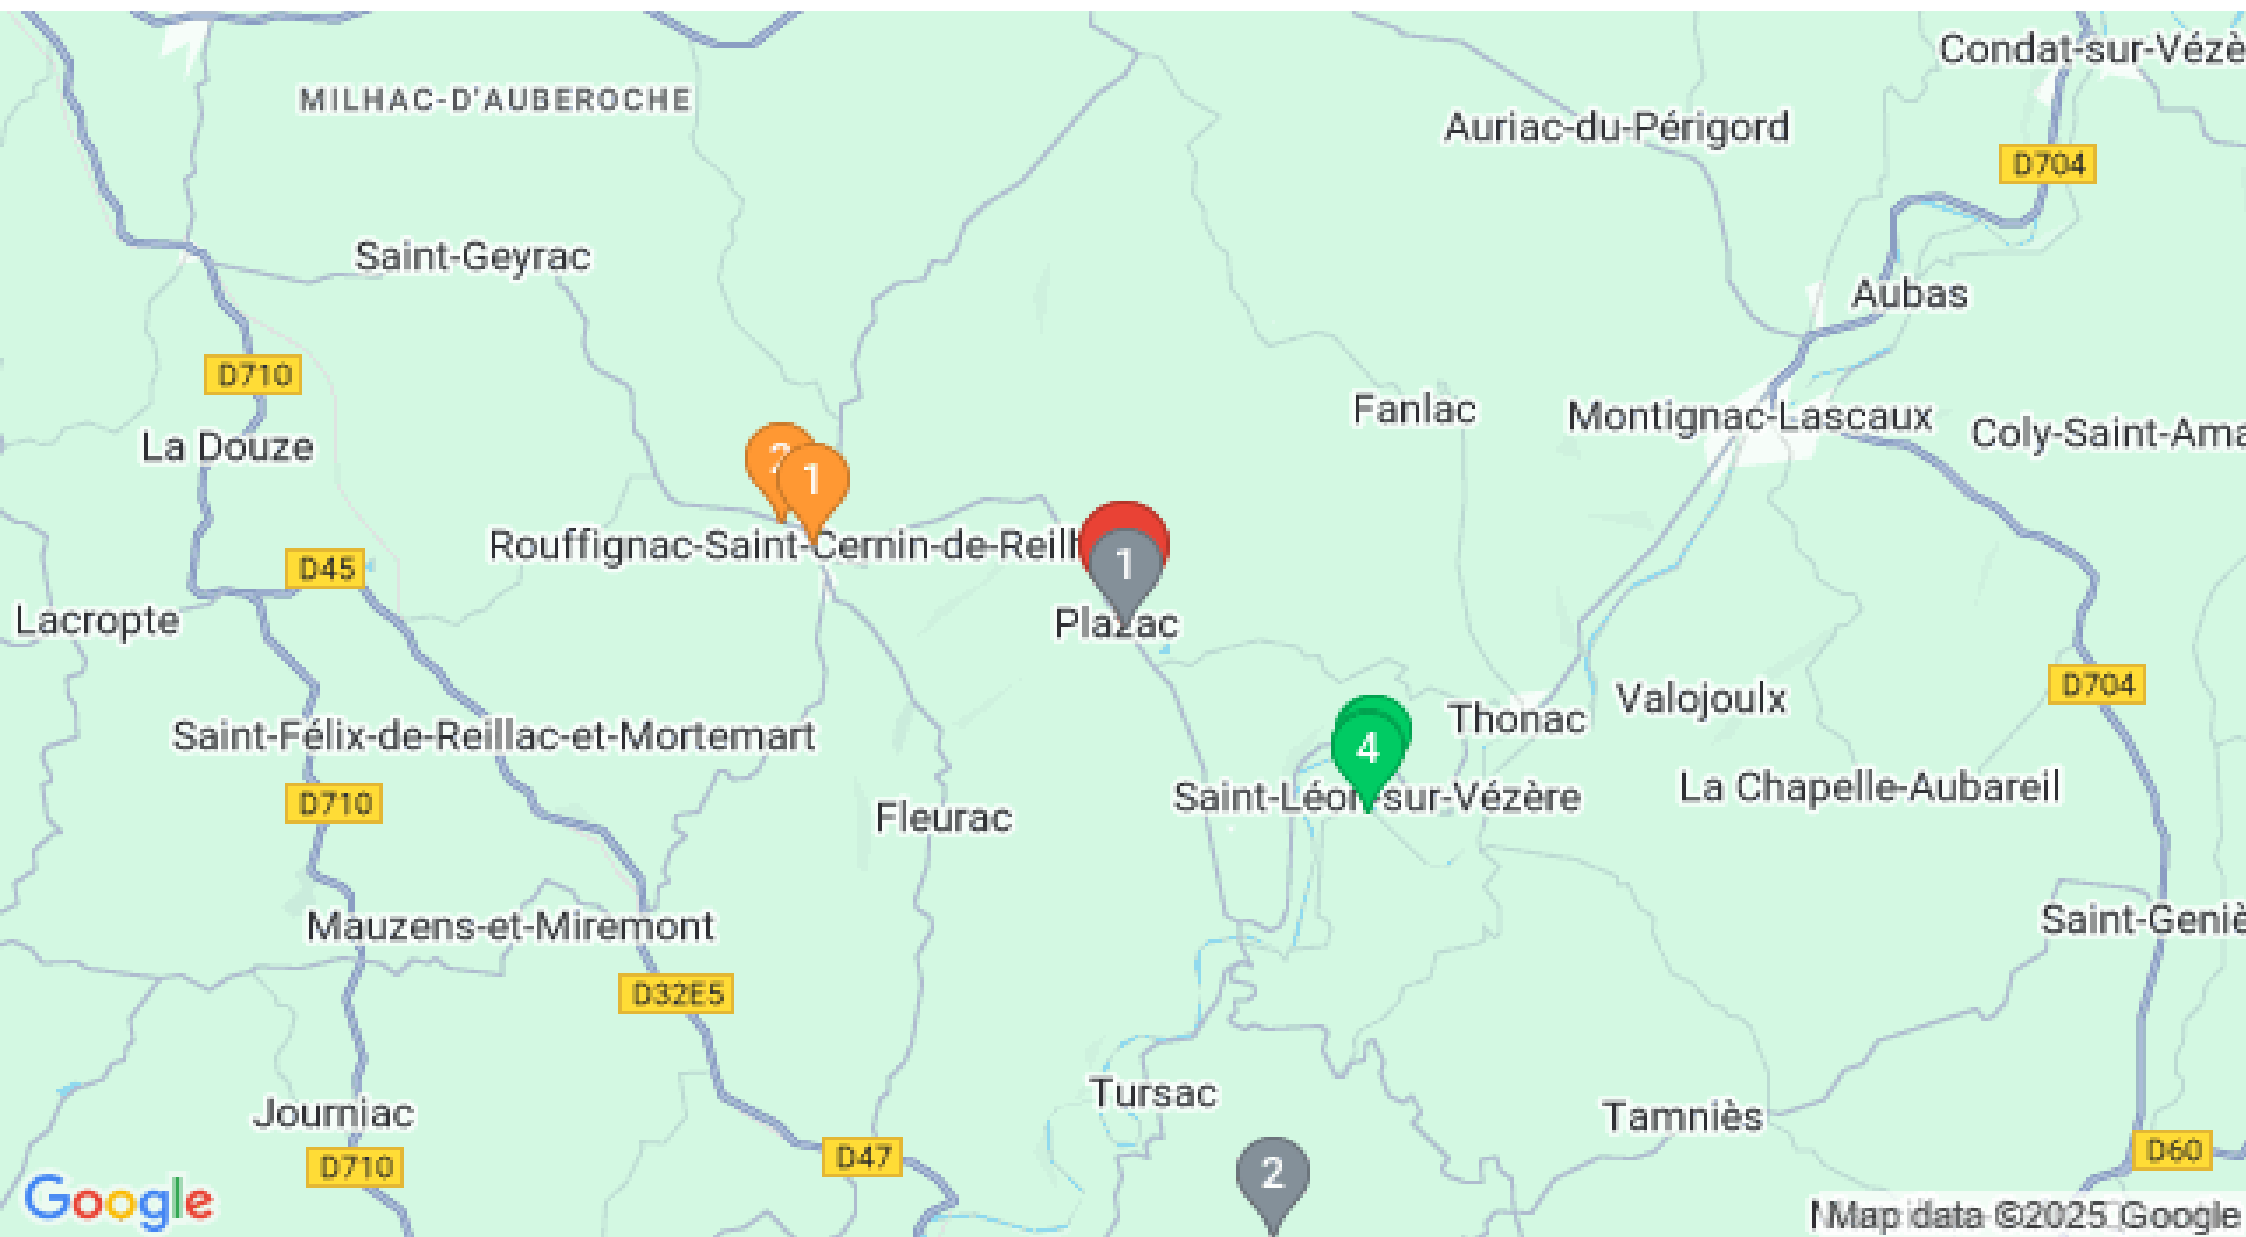 Condat-sur-Vézè
MILHAC-D'AUBEROCHE
Auriac-du-Périgord
D704
Saint-Geyrac
Aubas
D710
Fanlac
Montignac-Lascaux
La Douze
Coly-Saint-Ama
2
1
Rouffignac-Saint-Cernin-de-Reilh
1
D45
Lacropte
Plazac
D704
Valojoulx
Thonac
Saint-Félix-de-Reillac-et-Mortemart
4
La Chapelle-Aubareil
Saint-Léon-sur-Vézère
D710
Fleurac
Saint-Geniè
Mauzens-et-Miremont
D32E5
Tursac
Journiac
Tamniès
D47
D60
D710
2
Google
Map data ©2025 Google